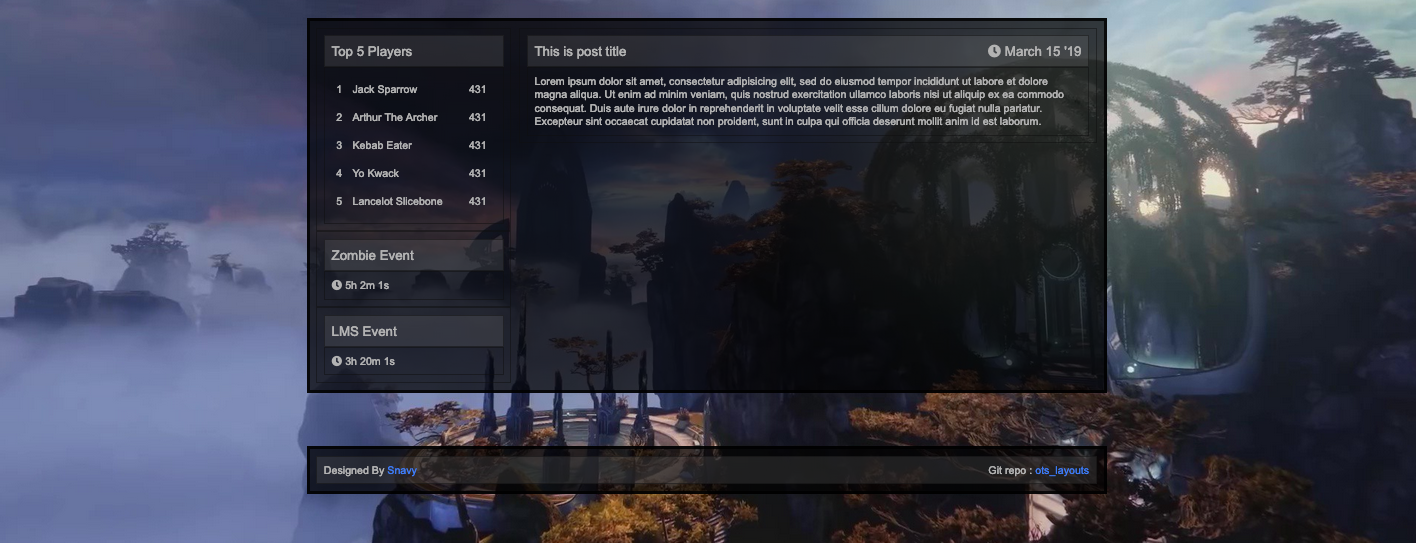 Top 5 Players
1 Jack Sparrow 431
2 Arthur The Archer 431
3 Kebab Eater 431
4 Yo Kwack 431
5 Lancelot Slicebone 431
Zombie Event
5h 2m 1s
LMS Event
3h 20m 1s
This is post title March 15 '19
Lorem ipsum dolor sit amet, consectetur adipisicing elit, sed do eiusmod tempor incididunt ut labore et dolore
magna aliqua. Ut enim ad minim veniam, quis nostrud exercitation ullamco laboris nisi ut aliquip ex ea commodo
consequat. Duis aute irure dolor in reprehenderit in voluptate velit esse cillum dolore eu fugiat nulla pariatur.
Excepteur sint occaecat cupidatat non proident, sunt in culpa qui officia deserunt mollit anim id est laborum.
Designed By Snavy Git repo : ots_layouts